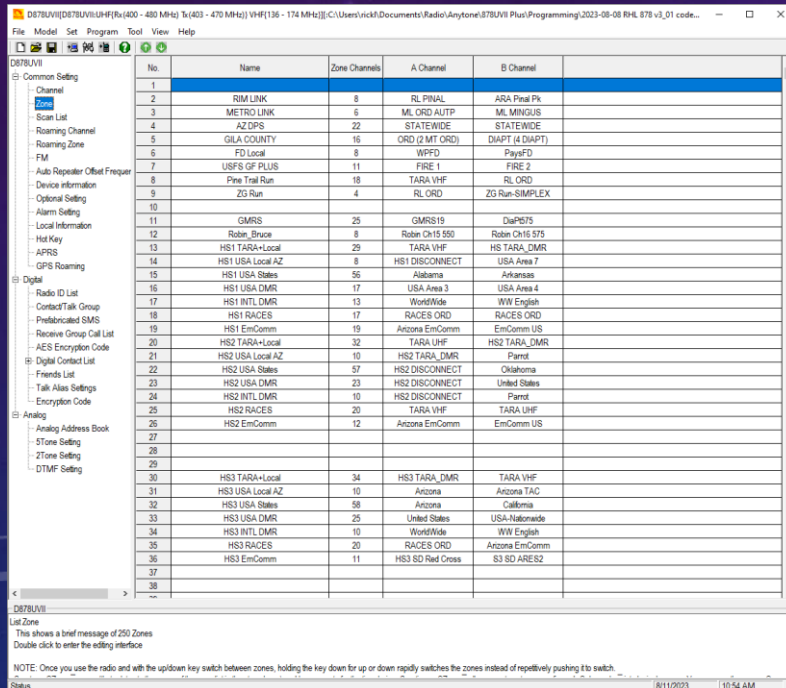 D878UVII[D878UVII:UHF{Rx(400 - 480 MHz) Tx(403 - 470 MHz)} VHF{136 - 174 MHz}][:C:\Users\rickl\Documents\Radio\Anytone\878UVII Plus\Programming\2023-08-08 RHL 878 v3_01 code...
File Model Set Program Tool View Help
D878UVII
Common Setting
Channel
Zone
Scan List
Roaming Channel
Roaming Zone
FM
Auto Repeater Offset Frequer
Device information
Optional Setting
Alarm Setting
Local Information
Hot Key
APRS
GPS Roaming
Digital
Radio ID List
Contact/Talk Group
Prefabricated SMS
Receive Group Call List
AES Encryption Code
Digital Contact List
Friends List
Talk Alias Settings
Encryption Code
Analog
Analog Address Book
5Tone Setting
2Tone Setting
DTMF Setting
No. Name Zone Channels A Channel B Channel
1
2 RIM LINK 8 RL PINAL ARA Pinal Pk
3 METRO LINK 6 ML ORD AUTP ML MINGUS
4 AZ DPS 22 STATEWIDE STATEWIDE
5 GILA COUNTY 16 ORD (2 MT ORD) DIAPT (4 DIAPT)
6 FD Local 8 WPFD PaysFD
7 USFS GF PLUS 11 FIRE 1 FIRE 2
8 Pine Trail Run 18 TARA VHF RL ORD
9 ZG Run 4 RL ORD ZG Run-SIMPLEX
10
11 GMRS 25 GMRS19 DiaPt575
12 Robin_Bruce 8 Robin Ch15 550 Robin Ch16 575
13 HS1 TARA+Local 29 TARA VHF HS TARA_DMR
14 HS1 USA Local AZ 8 HS1 DISCONNECT USA Area 7
15 HS1 USA States 56 Alabama Arkansas
16 HS1 USA DMR 17 USA Area 3 USA Area 4
17 HS1 INTL DMR 13 WorldWide WW English
18 HS1 RACES 17 RACES ORD RACES ORD
19 HS1 EmComm 19 Arizona EmComm EmComm US
20 HS2 TARA+Local 32 TARA UHF HS2 TARA_DMR
21 HS2 USA Local AZ 10 HS2 TARA_DMR Parrot
22 HS2 USA States 57 HS2 DISCONNECT Oklahoma
23 HS2 USA DMR 23 HS2 DISCONNECT United States
24 HS2 INTL DMR 10 HS2 DISCONNECT Parrot
25 HS2 RACES 20 TARA VHF TARA UHF
26 HS2 EmComm 12 Arizona EmComm EmComm US
27
28
29
30 HS3 TARA+Local 34 HS3 TARA_DMR TARA VHF
31 HS3 USA Local AZ 10 Arizona Arizona TAC
32 HS3 USA States 58 Arizona California
33 HS3 USA DMR 25 United States USA-Nationwide
34 HS3 INTL DMR 10 WorldWide WW English
35 HS3 RACES 20 RACES ORD Arizona EmComm
36 HS3 EmComm 11 HS3 SD Red Cross S3 SD ARES2
37
38
D878UVII
List Zone
This shows a brief message of 250 Zones
Double click to enter the editing interface
NOTE: Once you use the radio and with the up/down key switch between zones, holding the key down for up or down rapidly switches the zones instead of repetitively pushing it to switch.
Status 8/11/2023 10:54 AM